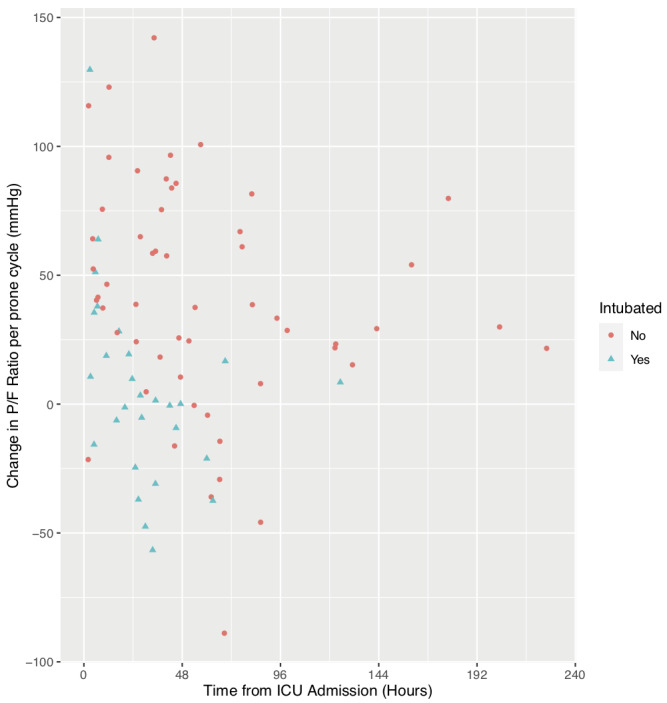 Change in P/F Ratio per prone cycle (mmHg)
150
100
50
0
−50
−100
0 48 96 144 192 240
Time from ICU Admission (Hours)
Intubated
No
Yes